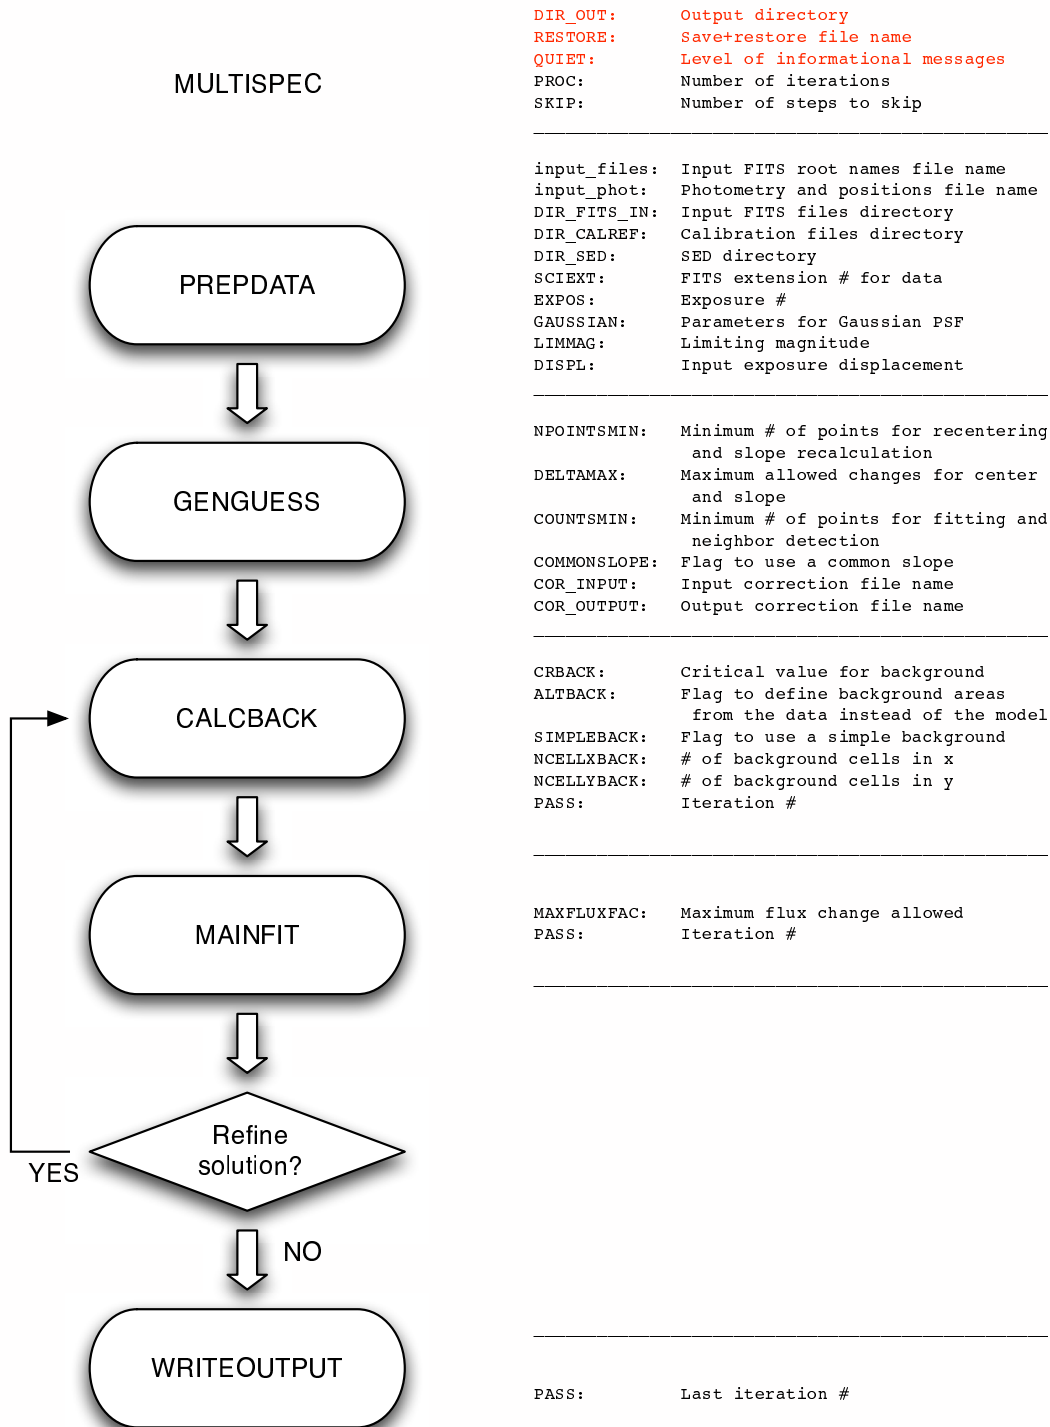 DIR_OUT: Output directory
RESTORE: Save+restore file name
QUIET: Level of informational messages
MULTISPEC
PROC: Number of iterations
SKIP: Number of steps to skip
input_files: Input FITS root names file name
input_phot: Photometry and positions file name
DIR_FITS_IN: Input FITS files directory
DIR_CALREF: Calibration files directory
DIR_SED: SED directory
PREPDATA
SCIEXT: FITS extension # for data
EXPOS: Exposure #
GAUSSIAN: Parameters for Gaussian PSF
LIMMAG: Limiting magnitude
DISPL: Input exposure displacement
NPOINTSMIN: Minimum # of points for recentering
and slope recalculation
DELTAMAX: Maximum allowed changes for center
and slope
GENGUESS
COUNTSMIN: Minimum # of points for fitting and
neighbor detection
COMMONSLOPE: Flag to use a common slope
COR_INPUT: Input correction file name
COR_OUTPUT: Output correction file name
CRBACK: Critical value for background
ALTBACK: Flag to define background areas
from the data instead of the model
CALCBACK
SIMPLEBACK: Flag to use a simple background
NCELLXBACK: # of background cells in x
NCELLYBACK: # of background cells in y
PASS: Iteration #
MAXFLUXFAC: Maximum flux change allowed
PASS: Iteration #
MAINFIT
Refine
solution?
YES
NO
WRITEOUTPUT
PASS: Last iteration #